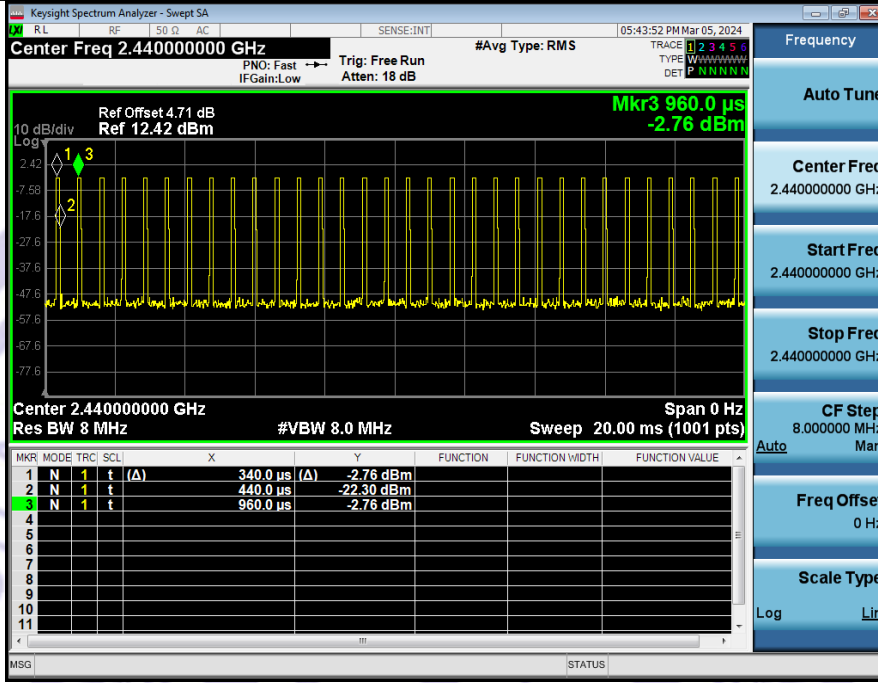 Keysight Spectrum Analyzer - Swept SA
LXI RL RF 50 Ω AC SENSE:INT 05:43:52 PM Mar 05, 2024
Center Freq 2.440000000 GHz
#Avg Type: RMS
TRACE 1 2 3 4 5 6
PNO: Fast Trig: Free Run
TYPE WWWWWW
IFGain:Low Atten: 18 dB
DET P N N N N N
Mkr3 960.0 µs
-2.76 dBm
Ref Offset 4.71 dB
10 dB/div Ref 12.42 dBm
Log
1 3
2.42
-7.58
2
-17.6
-27.6
-37.6
-47.6
-57.6
-67.6
-77.6
Center 2.440000000 GHz Span 0 Hz
Res BW 8 MHz #VBW 8.0 MHz Sweep 20.00 ms (1001 pts)
MKR MODE TRC SCL X Y FUNCTION FUNCTION WIDTH FUNCTION VALUE
1 N 1 t (Δ) 340.0 µs (Δ) -2.76 dBm
2 N 1 t 440.0 µs -22.30 dBm
3 N 1 t 960.0 µs -2.76 dBm
4
5
6
7
8
9
10
11
MSG STATUS
Frequency
Auto Tune
Center Freq
2.440000000 GHz
Start Freq
2.440000000 GHz
Stop Freq
2.440000000 GHz
CF Step
8.000000 MHz
Auto Man
Freq Offset
0 Hz
Scale Type
Log Lin